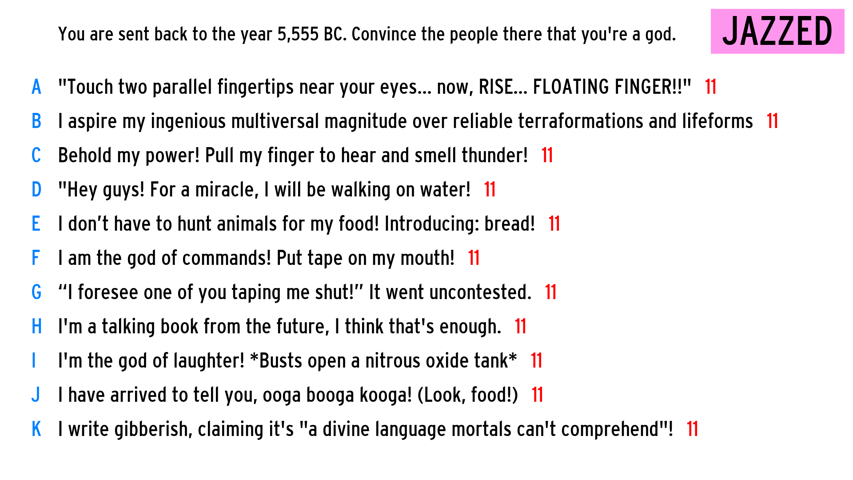 You are sent back to the year 5,555 BC. Convince the people there that you're a god.
JAZZED
A "Touch two parallel fingertips near your eyes... now, RISE... FLOATING FINGER!!" 11
B I aspire my ingenious multiversal magnitude over reliable terraformations and lifeforms 11
C Behold my power! Pull my finger to hear and smell thunder! 11
D "Hey guys! For a miracle, I will be walking on water! 11
E I don’t have to hunt animals for my food! Introducing: bread! 11
F I am the god of commands! Put tape on my mouth! 11
G “I foresee one of you taping me shut!” It went uncontested. 11
H I'm a talking book from the future, I think that's enough. 11
I I'm the god of laughter! *Busts open a nitrous oxide tank* 11
J I have arrived to tell you, ooga booga kooga! (Look, food!) 11
K I write gibberish, claiming it's "a divine language mortals can't comprehend"! 11